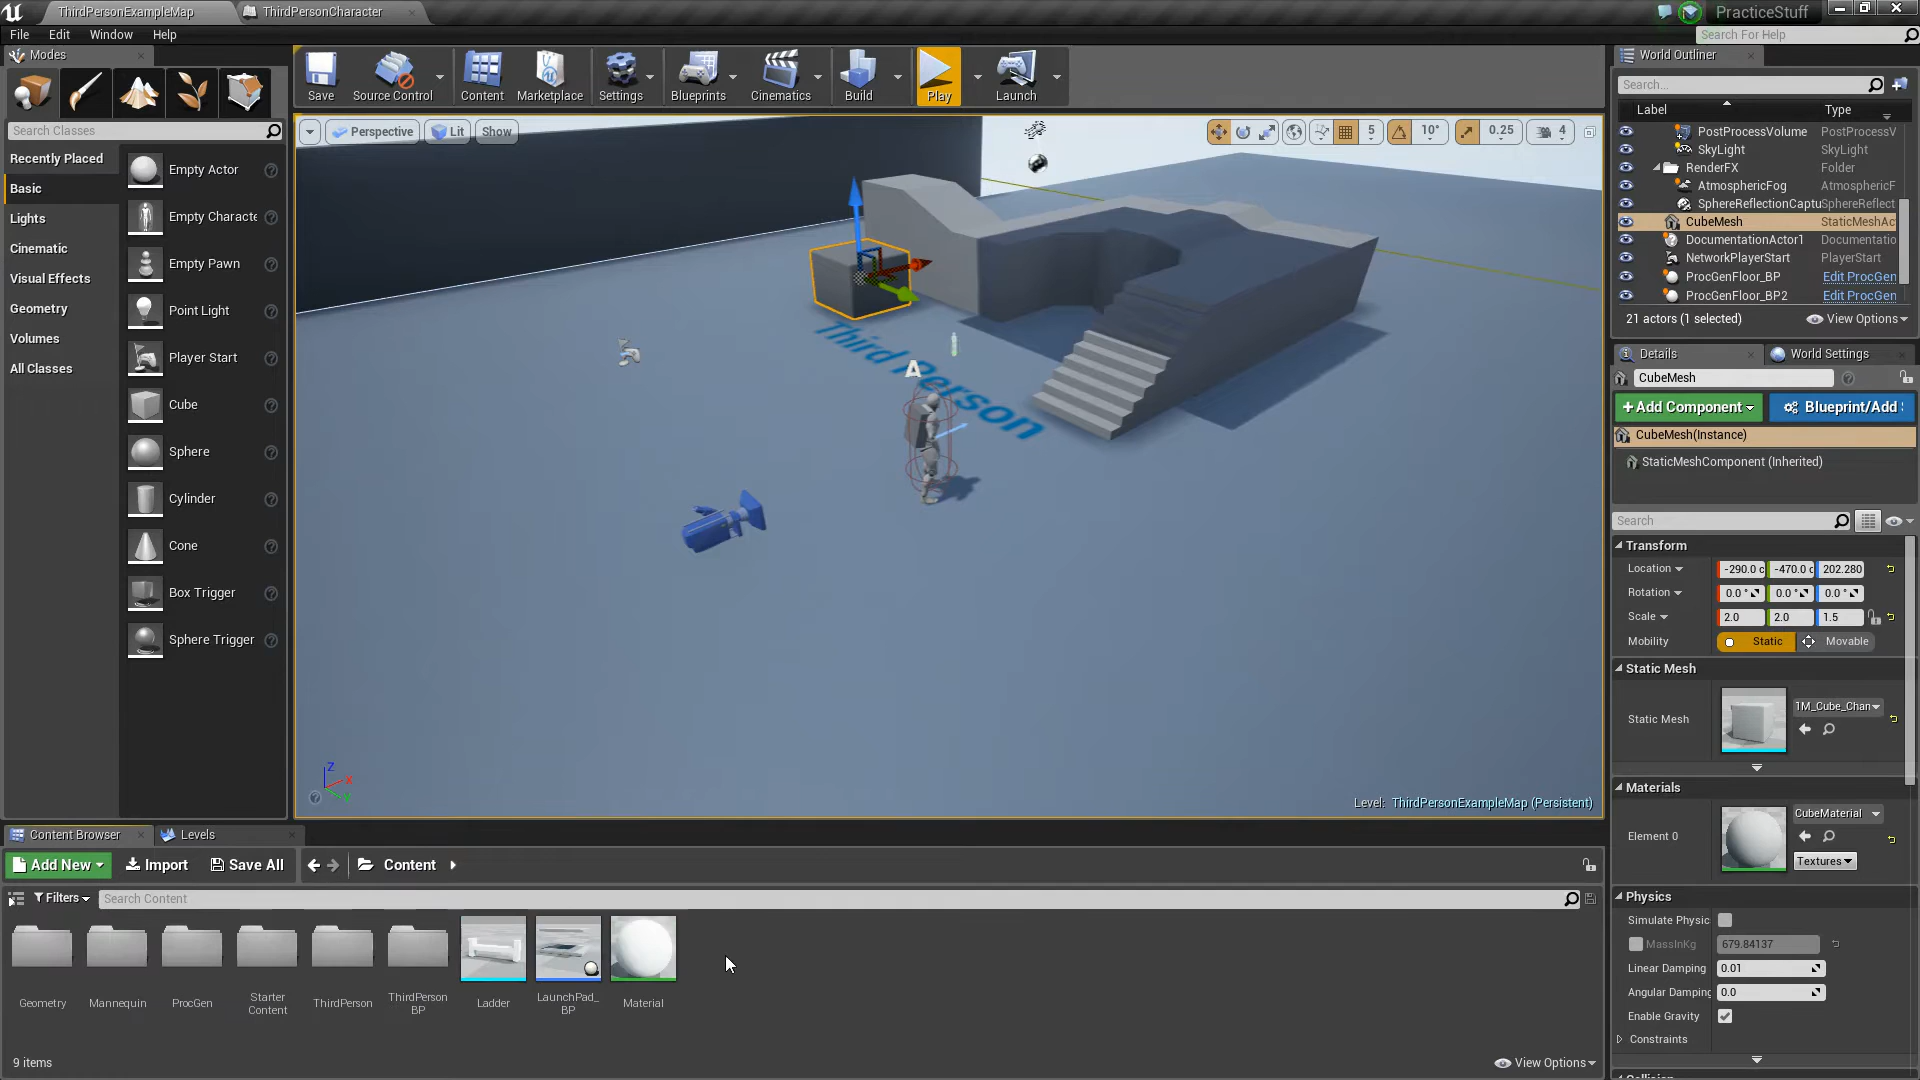 ThirdPersonExampleMap
ThirdPersonCharacter
PracticeStuff
File Edit Window Help
Search For Help
Modes
Search Classes
Recently Placed
Basic
Lights
Cinematic
Visual Effects
Geometry
Volumes
All Classes
Empty Actor
Empty Characte
Empty Pawn
Point Light
Player Start
Cube
Sphere
Cylinder
Cone
Box Trigger
Sphere Trigger
Save
Source Control
Content
Marketplace
Settings
Blueprints
Cinematics
Build
Play
Launch
Perspective
Lit
Show
5
10°
0.25
4
Third Person
A
Z
X
Y
Level: ThirdPersonExampleMap (Persistent)
World Outliner
Search...
Label Type
PostProcessVolume PostProcessV
SkyLight SkyLight
RenderFX Folder
AtmosphericFog AtmosphericF
SphereReflectionCaptu SphereReflect
CubeMesh StaticMeshAc
DocumentationActor1 Documentatio
NetworkPlayerStart PlayerStart
ProcGenFloor_BP Edit ProcGen
ProcGenFloor_BP2 Edit ProcGen
21 actors (1 selected)
View Options
Details
World Settings
CubeMesh
+Add Component
Blueprint/Add S
CubeMesh(Instance)
StaticMeshComponent (Inherited)
Search
Transform
Location -290.0 c -470.0 c 202.280
Rotation 0.0 ° 0.0 ° 0.0 °
Scale 2.0 2.0 1.5
Mobility Static Movable
Static Mesh
Static Mesh
1M_Cube_Cham
Materials
Element 0
CubeMaterial
Textures
Physics
Simulate Physic
MassInKg 679.84137
Linear Damping 0.01
Angular Damping 0.0
Enable Gravity
Constraints
Content Browser
Levels
Add New
Import
Save All
Content
Filters
Search Content
Geometry
Mannequin
ProcGen
Starter
Content
ThirdPerson
ThirdPerson
BP
Ladder
LaunchPad_
BP
Material
9 items
View Options